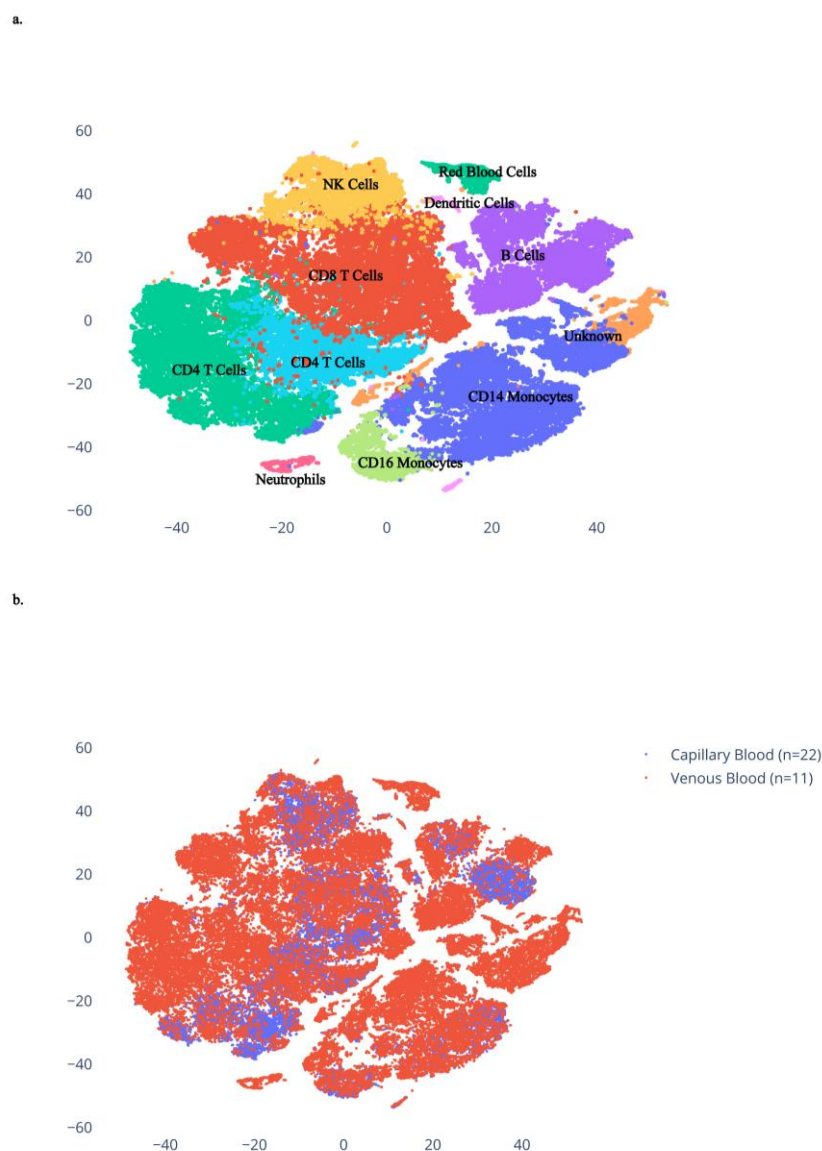 a.
60
Red Blood Cells
NK Cells
40
Dendritic Cells
20
B Cells
CD8 T Cells
0
Unknown
CD4 T Cells
CD4 T Cells
−20
CD14 Monocytes
−40
CD16 Monocytes
Neutrophils
−60
−40 −20 0 20 40
b.
60
Capillary Blood (n=22)
Venous Blood (n=11)
40
20
0
−20
−40
−60
−40 −20 0 20 40